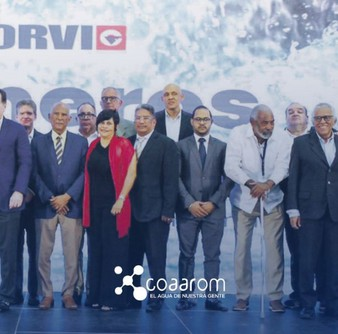 ORVI
coaarom
EL AGUA DE NUESTRA GENTE